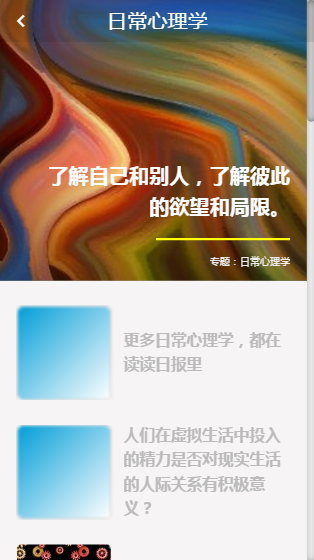 日常心理学
了解自己和别人，了解彼此
的欲望和局限。
专题：日常心理学
更多日常心理学，都在
读读日报里
人们在虚拟生活中投入
的精力是否对现实生活
的人际关系有积极意
义？